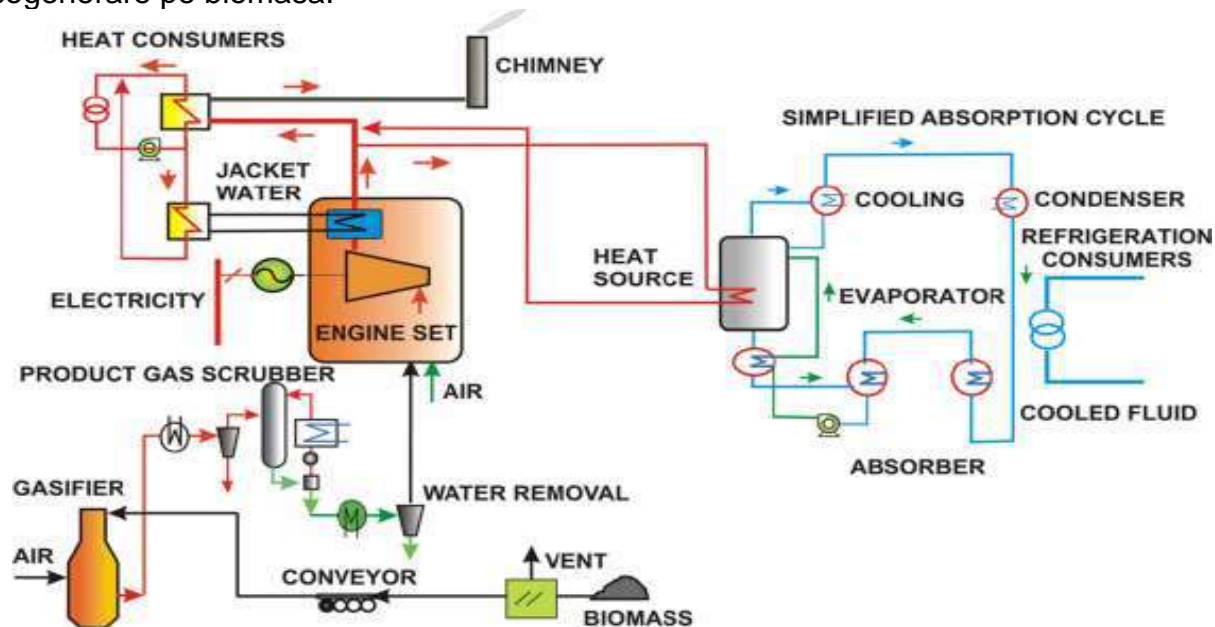 HEAT CONSUMERS
CHIMNEY
SIMPLIFIED ABSORPTION CYCLE
JACKET
WATER
COOLING
CONDENSER
HEAT
SOURCE
REFRIGERATION
CONSUMERS
ELECTRICITY
EVAPORATOR
ENGINE SET
PRODUCT GAS SCRUBBER
AIR
COOLED FLUID
ABSORBER
GASIFIER
WATER REMOVAL
AIR
VENT
CONVEYOR
BIOMASS